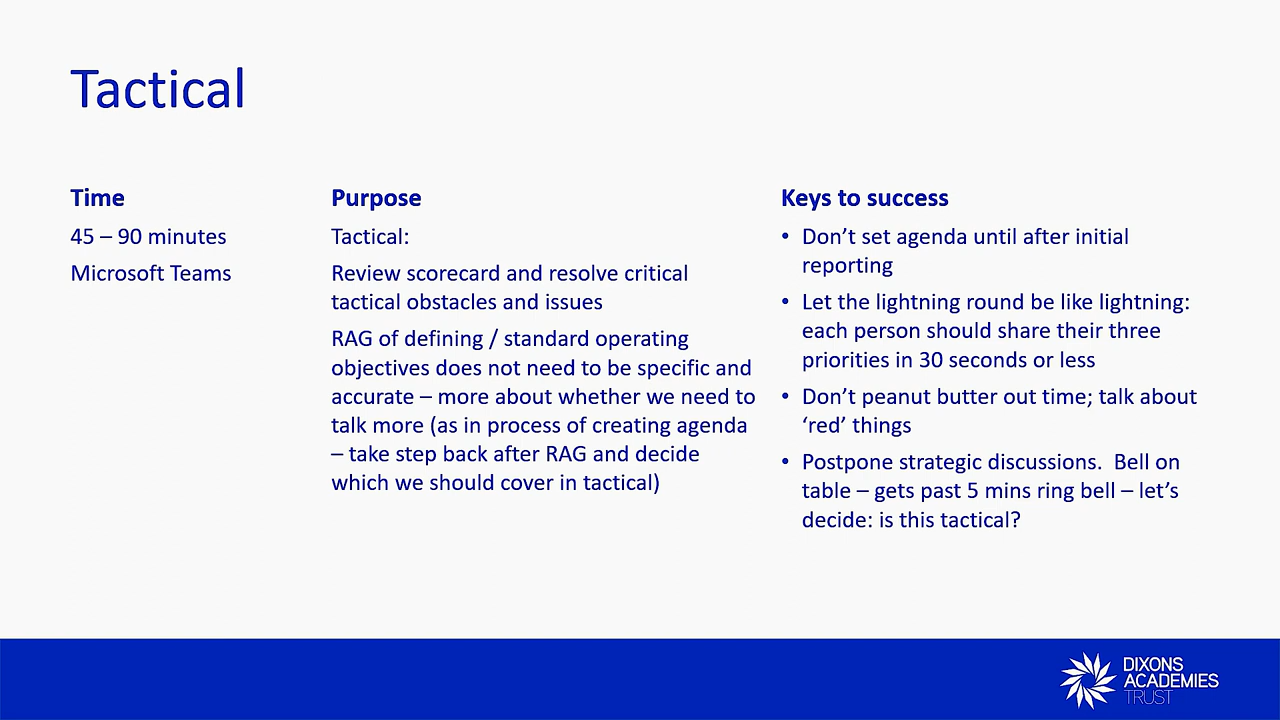 Tactical
Time
45 – 90 minutes
Microsoft Teams
Purpose
Tactical:
Review scorecard and resolve critical
tactical obstacles and issues
RAG of defining / standard operating
objectives does not need to be specific and
accurate – more about whether we need to
talk more (as in process of creating agenda
– take step back after RAG and decide
which we should cover in tactical)
Keys to success
• Don’t set agenda until after initial
reporting
• Let the lightning round be like lightning:
each person should share their three
priorities in 30 seconds or less
• Don’t peanut butter out time; talk about
‘red’ things
• Postpone strategic discussions.  Bell on
table – gets past 5 mins ring bell – let’s
decide: is this tactical?
DIXONS
ACADEMIES
TRUST